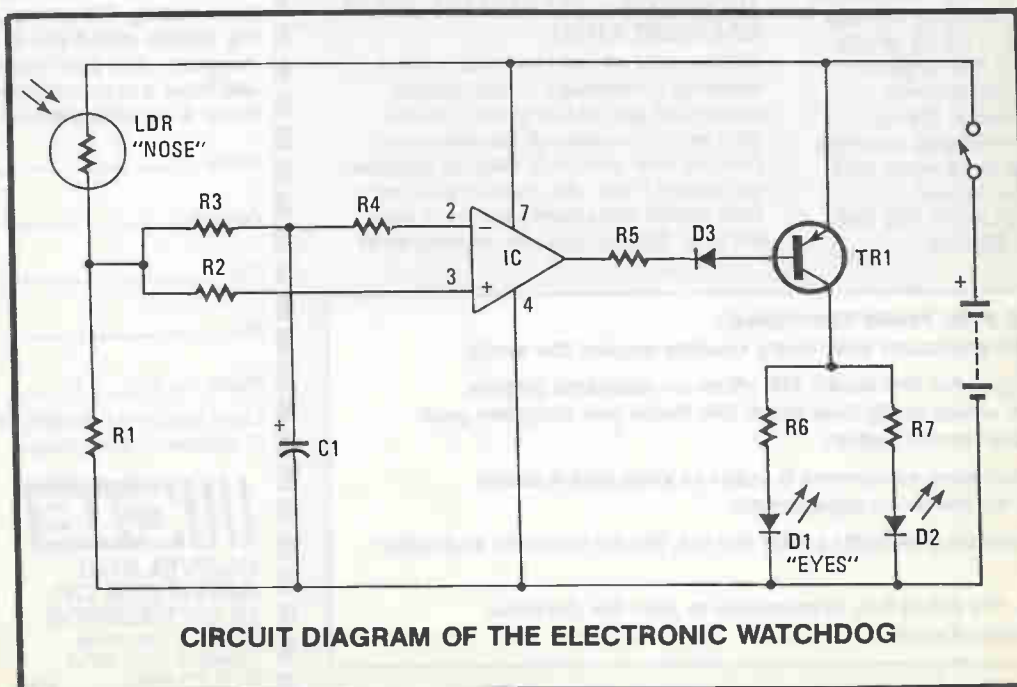 LDR
"NOSE"
R3
R4
2
7
−
IC
R5
D3
TR1
+
R2
3
+
4
R1
+
C1
R6
R7
D1
D2
"EYES"
CIRCUIT DIAGRAM OF THE ELECTRONIC WATCHDOG